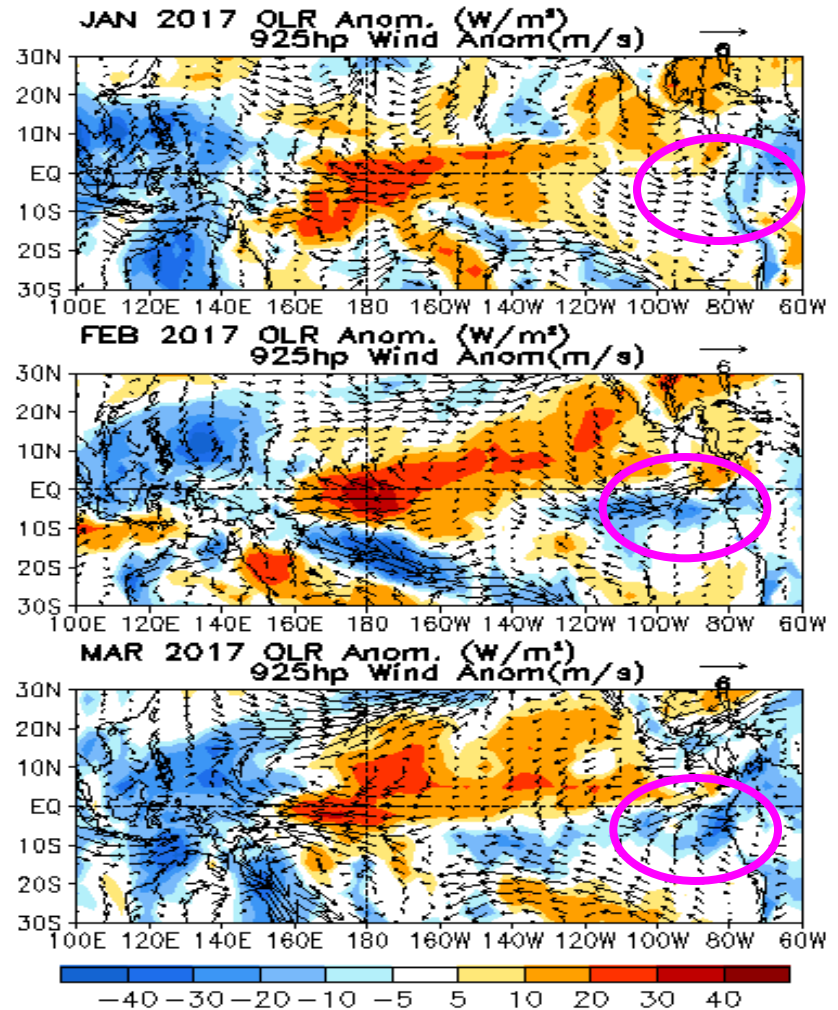 JAN 2017 OLR Anom. (W/m²)
925hp Wind Anom(m/s)
6
30N
20N
10N
EQ
10S
20S
30S
100E 120E 140E 160E 180 160W 140W 120W 100W 80W 60W
FEB 2017 OLR Anom. (W/m²)
925hp Wind Anom(m/s)
6
30N
20N
10N
EQ
10S
20S
30S
100E 120E 140E 160E 180 160W 140W 120W 100W 80W 60W
MAR 2017 OLR Anom. (W/m²)
925hp Wind Anom(m/s)
6
30N
20N
10N
EQ
10S
20S
30S
100E 120E 140E 160E 180 160W 140W 120W 100W 80W 60W
-40 -30 -20 -10 -5 5 10 20 30 40